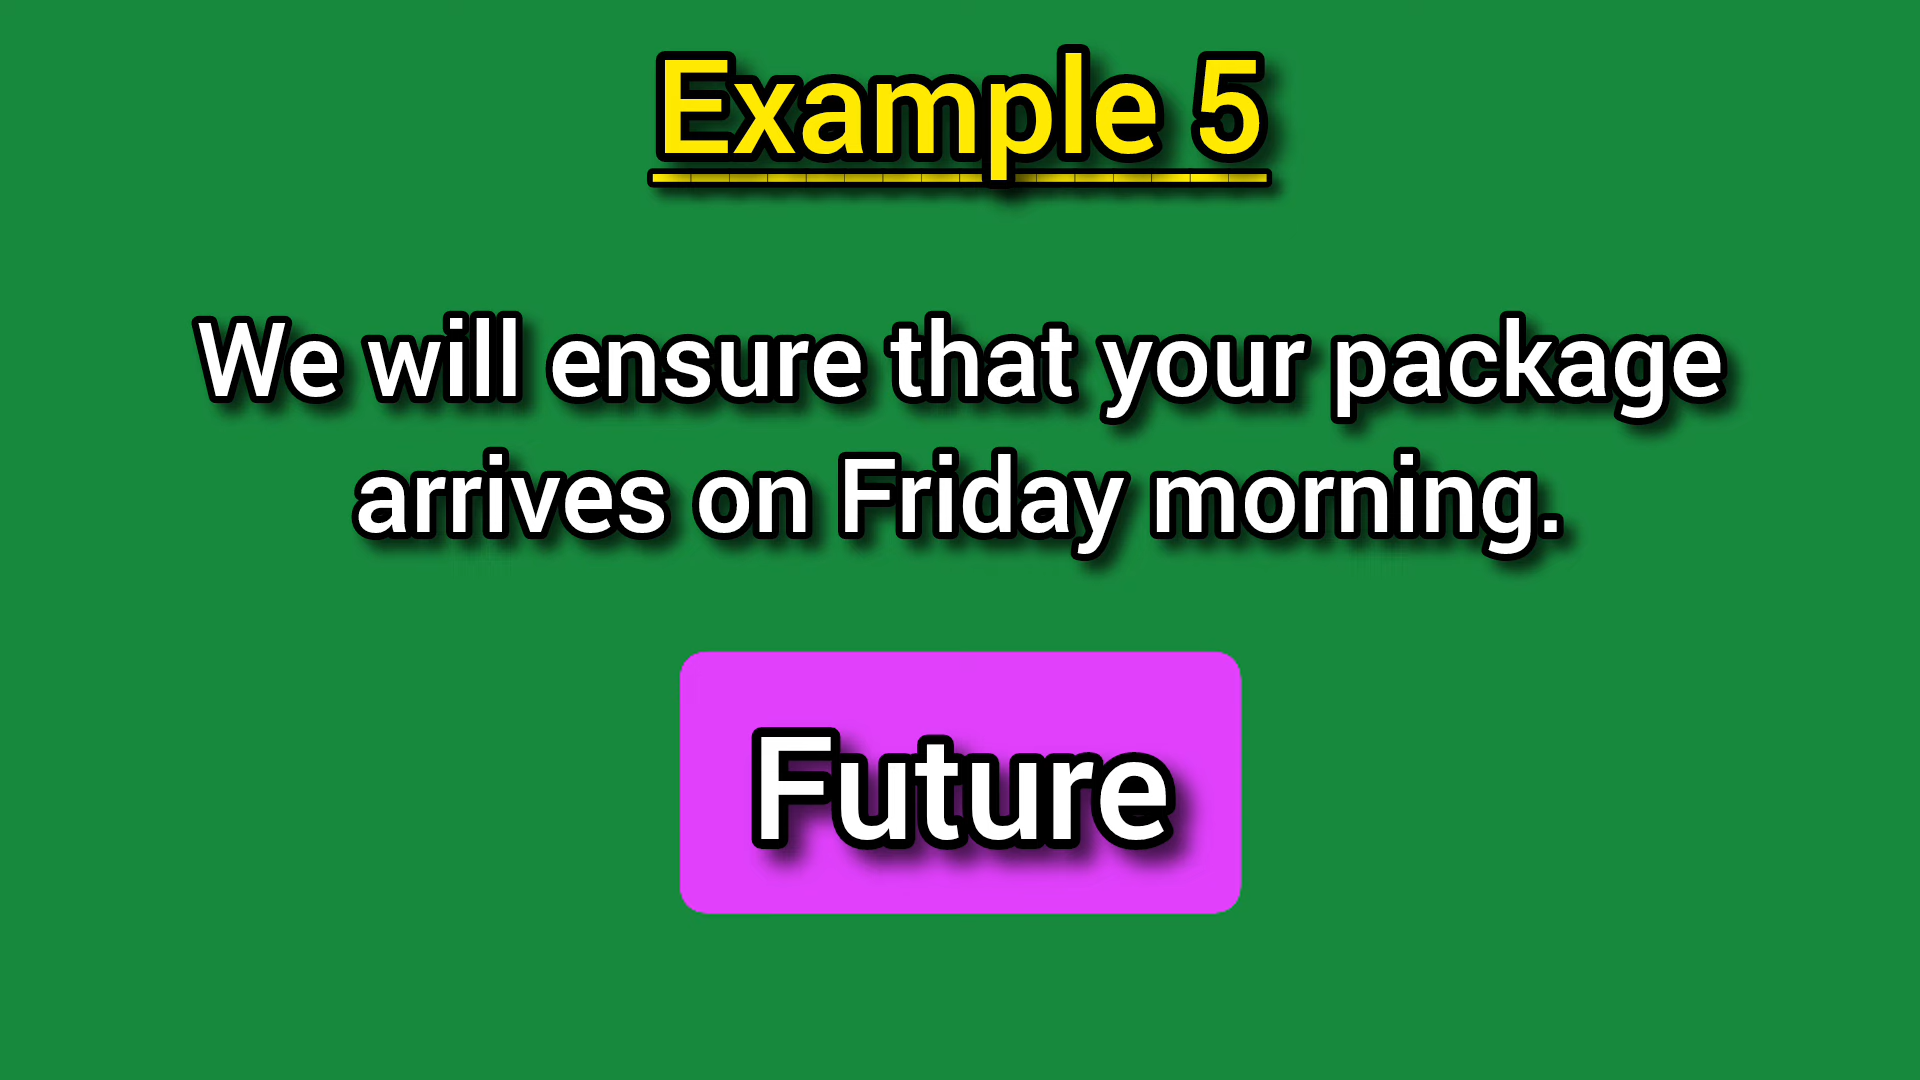 Example 5
We will ensure that your package
arrives on Friday morning.
Future